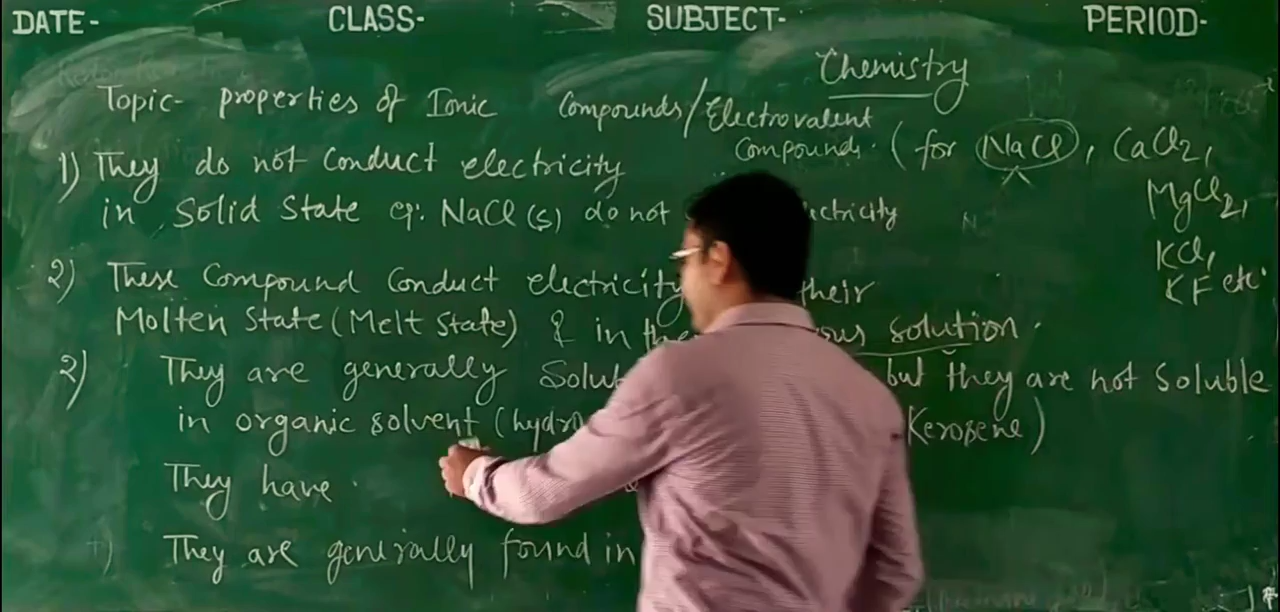 DATE- CLASS- SUBJECT- PERIOD-
Chemistry
Topic- properties of Ionic Compounds/Electrovalent
Compounds. (for NaCl, CaCl2,
MgCl2,
KCl,
KF etc.
1) They do not Conduct electricity
in Solid State eg: NaCl(s) do not ctricity
2) These Compound Conduct electricity their
Molten State (Melt State) & in the ous solution.
3) They are generally Solub but they are not soluble
in organic solvent (hydro Kerosene)
They have
They are generally found in